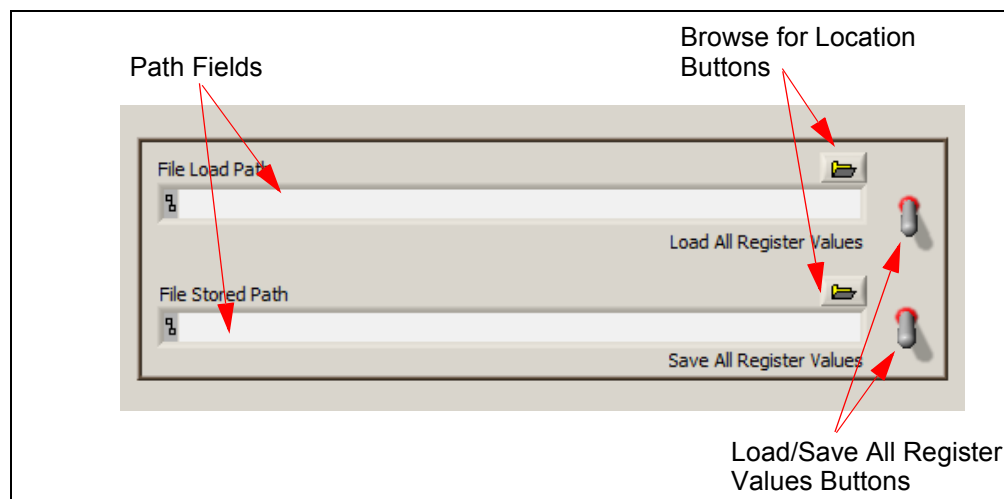 Browse for Location
Buttons
Path Fields
File Load Path
Load All Register Values
File Stored Path
Save All Register Values
Load/Save All Register
Values Buttons